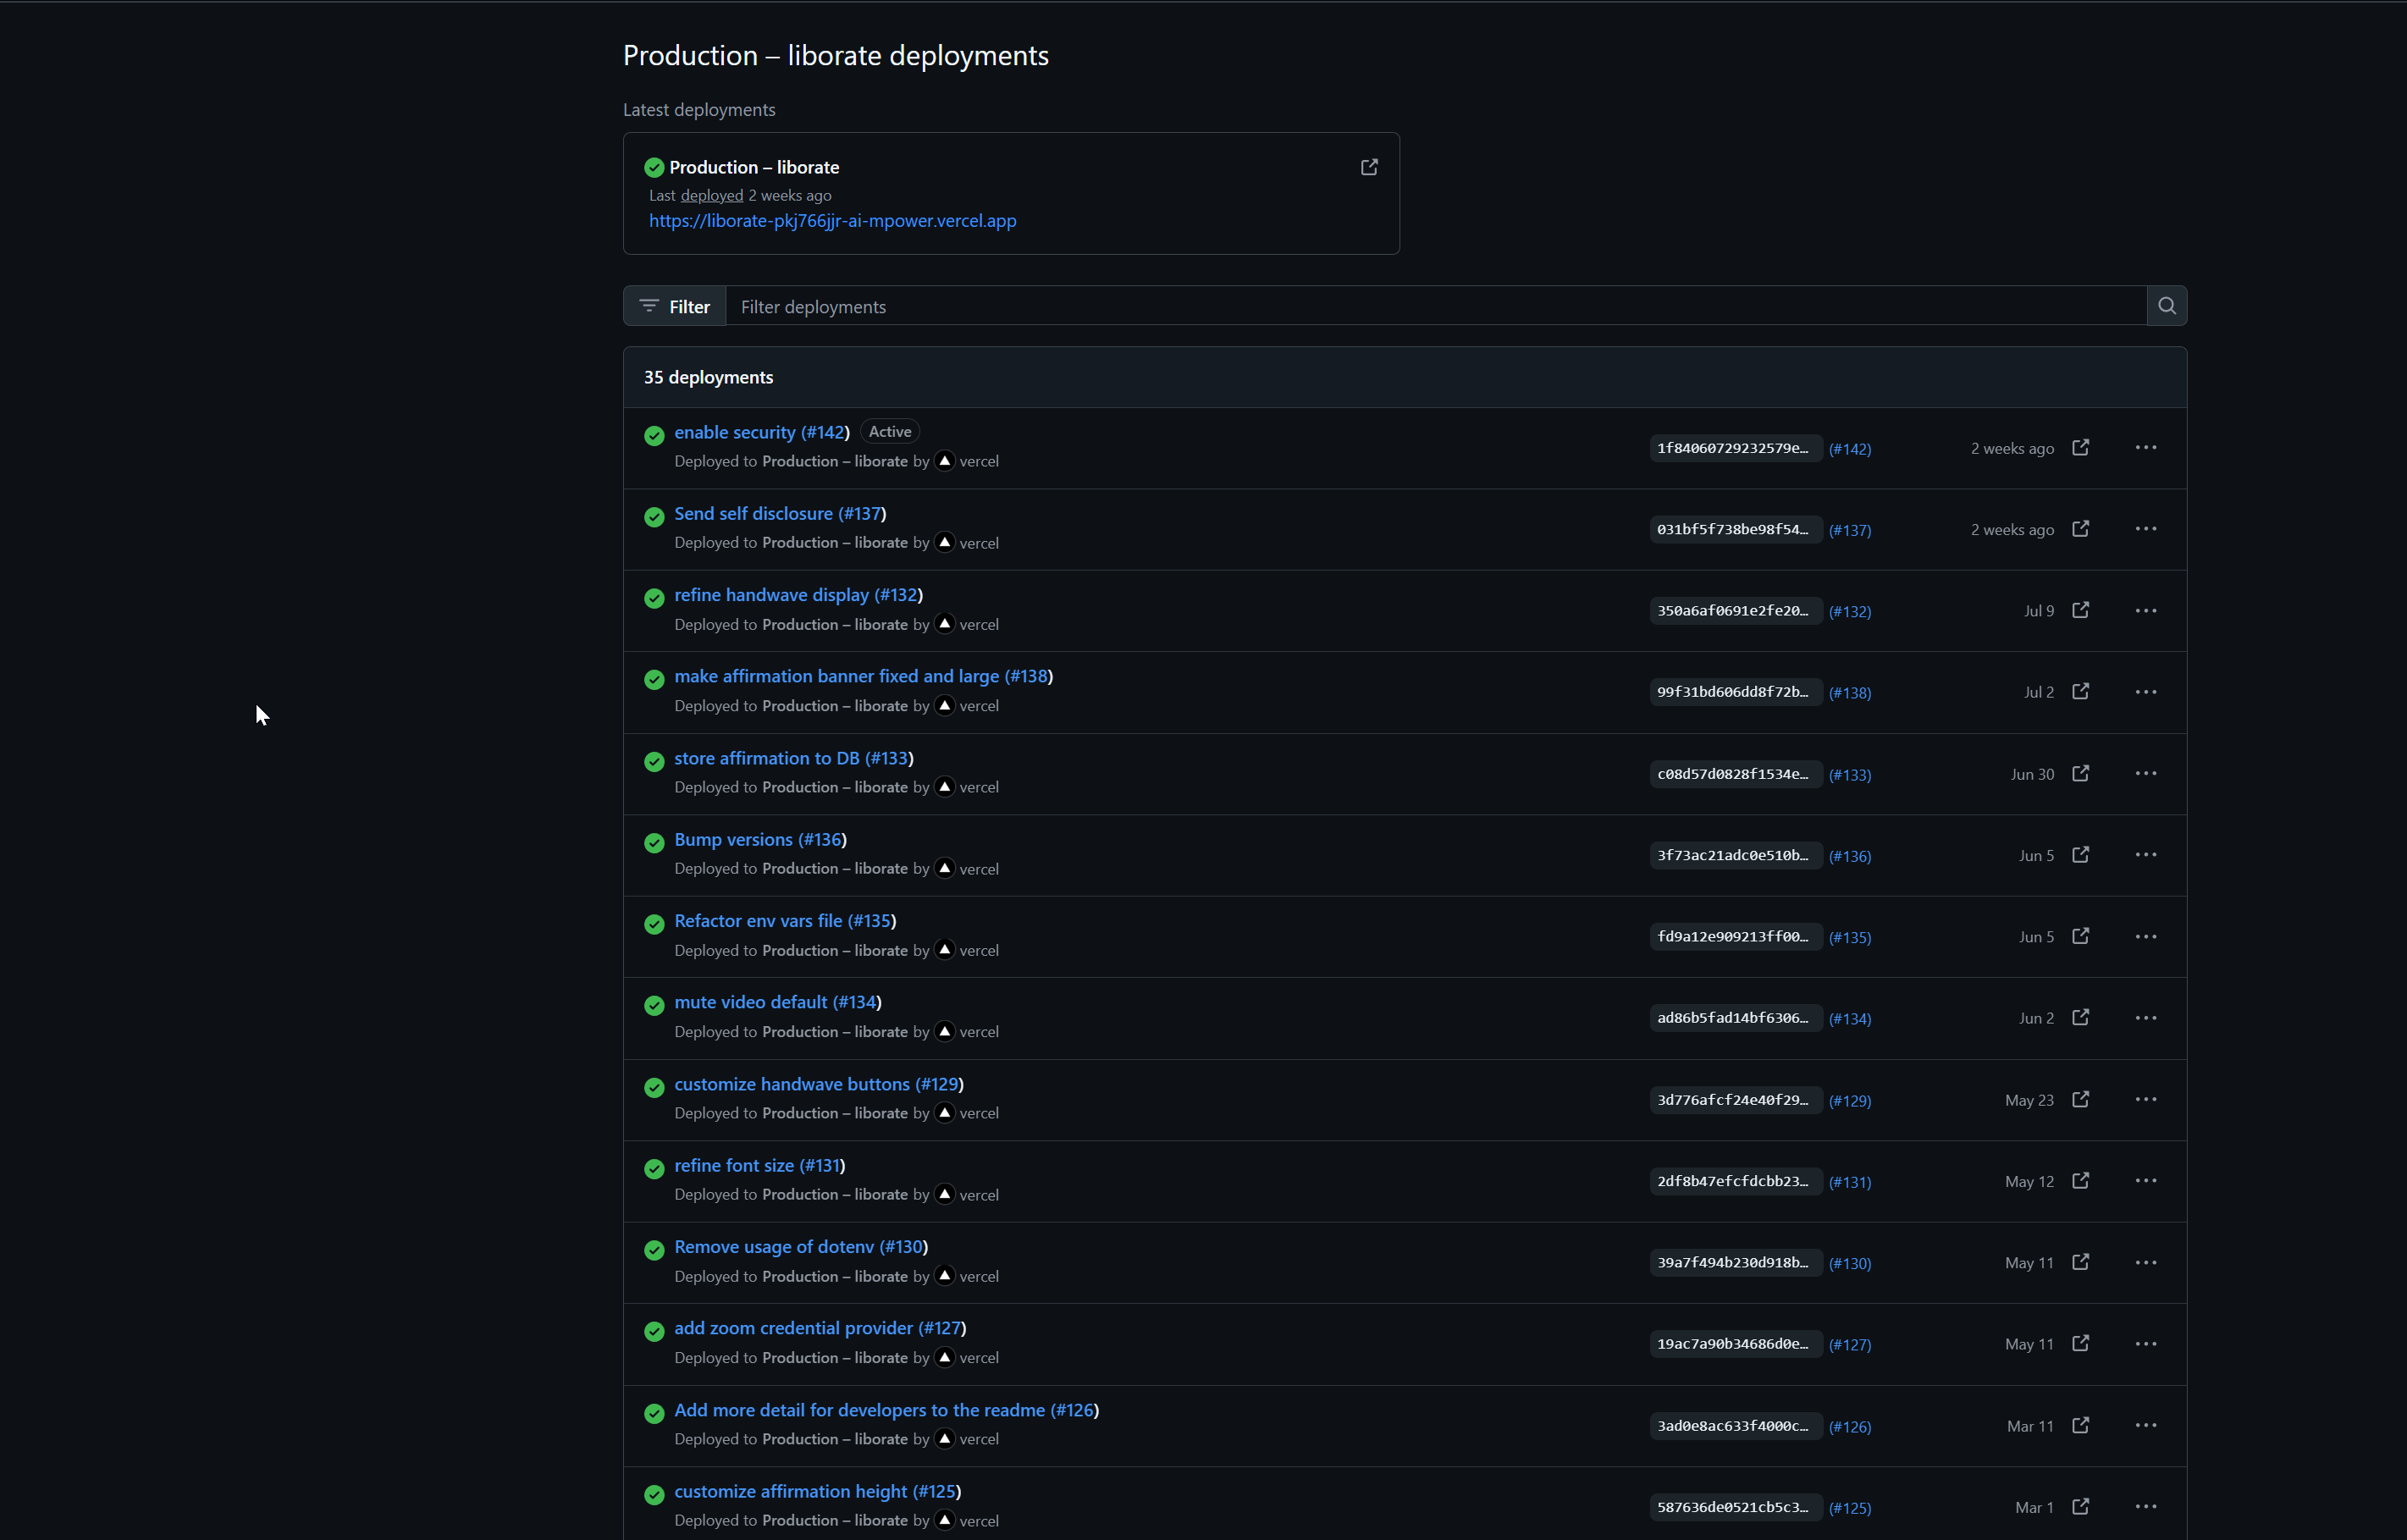 Production – liborate deployments
Latest deployments
Production – liborate
Last deployed 2 weeks ago
https://liborate-pkj766jjr-ai-mpower.vercel.app
Filter
Filter deployments
35 deployments
enable security (#142) Active
Deployed to Production – liborate by vercel
1f84060729232579e… (#142) 2 weeks ago
Send self disclosure (#137)
Deployed to Production – liborate by vercel
031bf5f738be98f54… (#137) 2 weeks ago
refine handwave display (#132)
Deployed to Production – liborate by vercel
350a6af0691e2fe20… (#132) Jul 9
make affirmation banner fixed and large (#138)
Deployed to Production – liborate by vercel
99f31bd606dd8f72b… (#138) Jul 2
store affirmation to DB (#133)
Deployed to Production – liborate by vercel
c08d57d0828f1534e… (#133) Jun 30
Bump versions (#136)
Deployed to Production – liborate by vercel
3f73ac21adc0e510b… (#136) Jun 5
Refactor env vars file (#135)
Deployed to Production – liborate by vercel
fd9a12e909213ff00… (#135) Jun 5
mute video default (#134)
Deployed to Production – liborate by vercel
ad86b5fad14bf6306… (#134) Jun 2
customize handwave buttons (#129)
Deployed to Production – liborate by vercel
3d776afcf24e40f29… (#129) May 23
refine font size (#131)
Deployed to Production – liborate by vercel
2df8b47efcfdcbb23… (#131) May 12
Remove usage of dotenv (#130)
Deployed to Production – liborate by vercel
39a7f494b230d918b… (#130) May 11
add zoom credential provider (#127)
Deployed to Production – liborate by vercel
19ac7a90b34686d0e… (#127) May 11
Add more detail for developers to the readme (#126)
Deployed to Production – liborate by vercel
3ad0e8ac633f4000c… (#126) Mar 11
customize affirmation height (#125)
Deployed to Production – liborate by vercel
587636de0521cb5c3… (#125) Mar 1